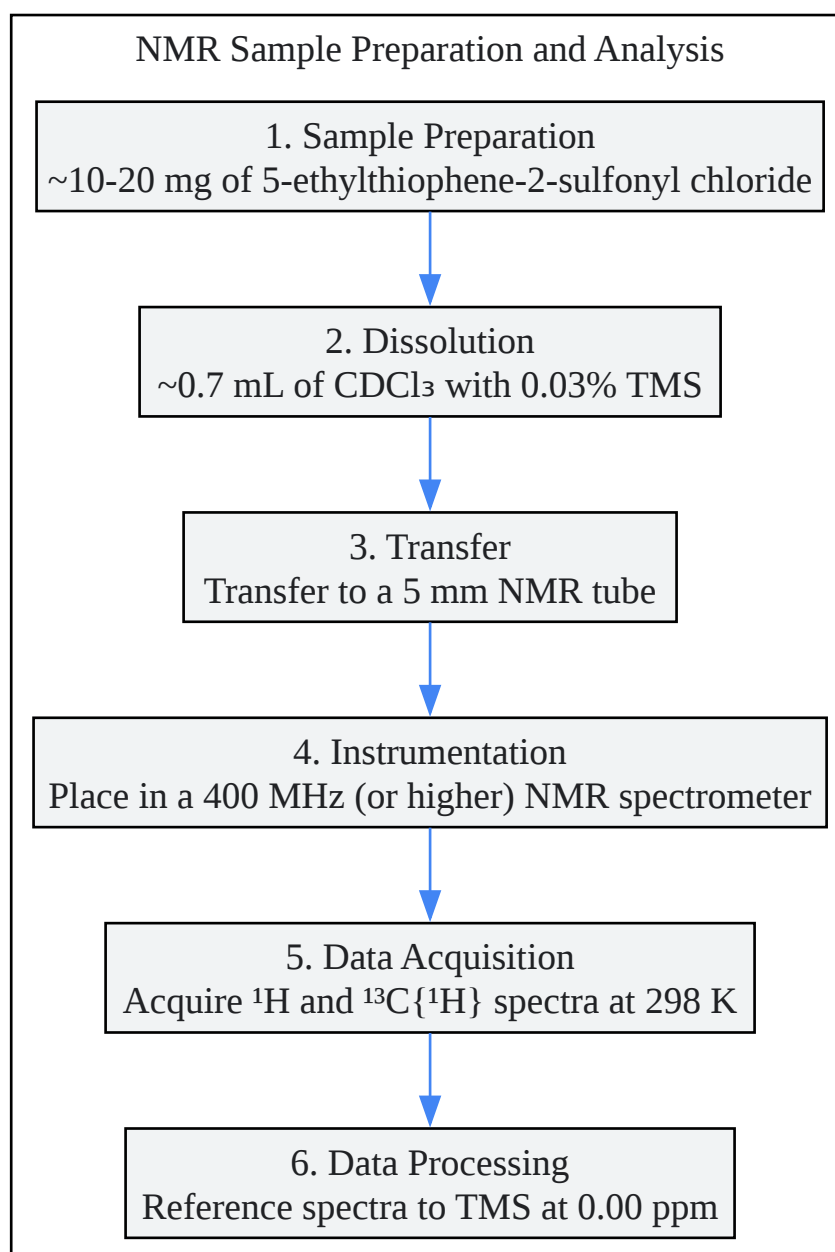 NMR Sample Preparation and Analysis
1. Sample Preparation
~10-20 mg of 5-ethylthiophene-2-sulfonyl chloride
2. Dissolution
~0.7 mL of CDCl₃ with 0.03% TMS
3. Transfer
Transfer to a 5 mm NMR tube
4. Instrumentation
Place in a 400 MHz (or higher) NMR spectrometer
5. Data Acquisition
Acquire ¹H and ¹³C{¹H} spectra at 298 K
6. Data Processing
Reference spectra to TMS at 0.00 ppm